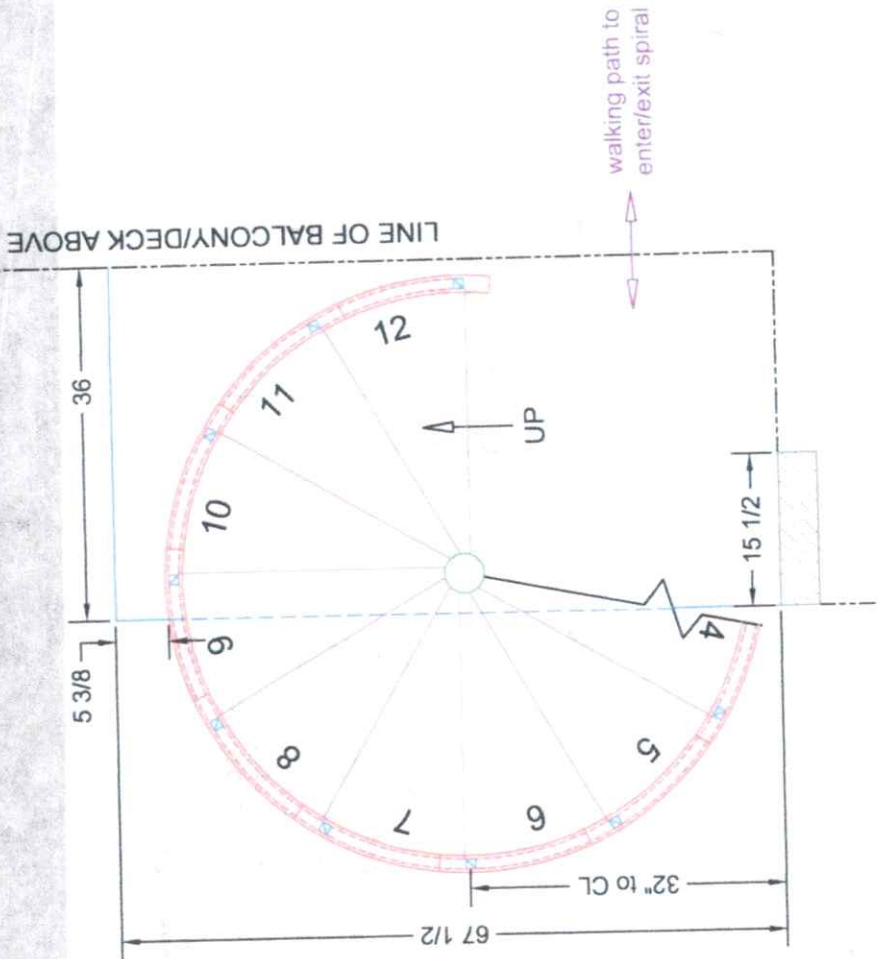 LINE OF BALCONY/DECK ABOVE
walking path to
enter/exit spiral
36
5 3/8
12
11
10
9
8
7
6
5
4
UP
15 1/2
32" to CL
67 1/2